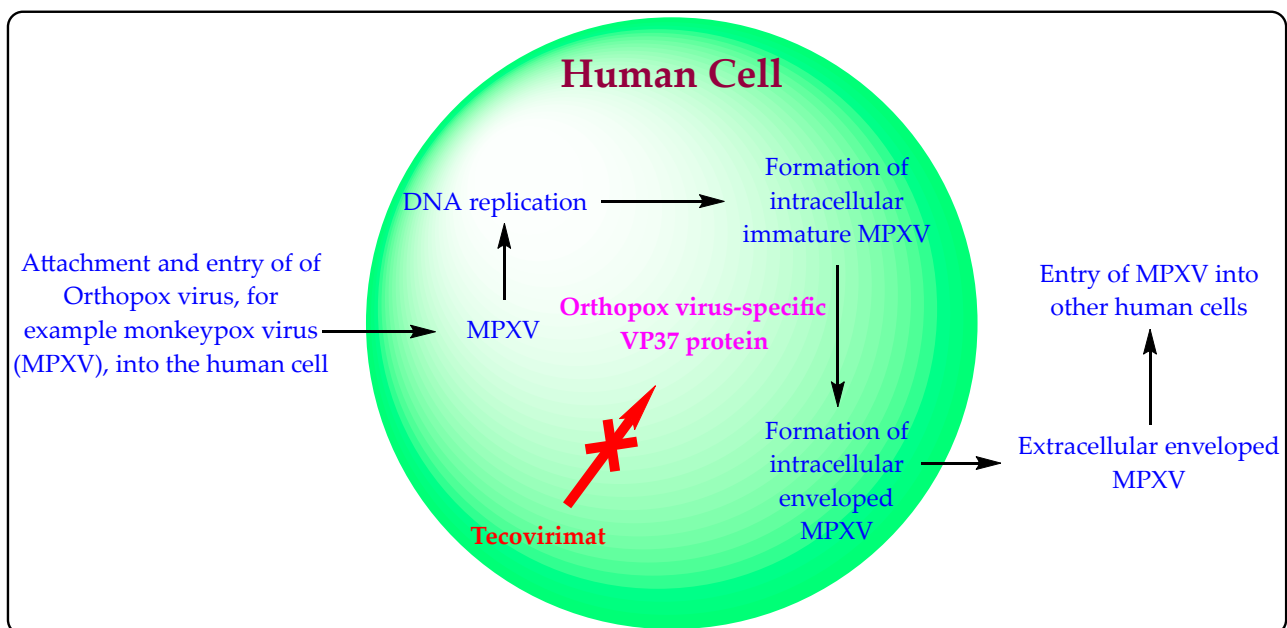 Human Cell
Attachment and entry of of
Orthopox virus, for
example monkeypox virus
(MPXV), into the human cell
MPXV
DNA replication
Formation of
intracellular
immature MPXV
Orthopox virus-specific
VP37 protein
Tecovirimat
Formation of
intracellular
enveloped
MPXV
Extracellular enveloped
MPXV
Entry of MPXV into
other human cells